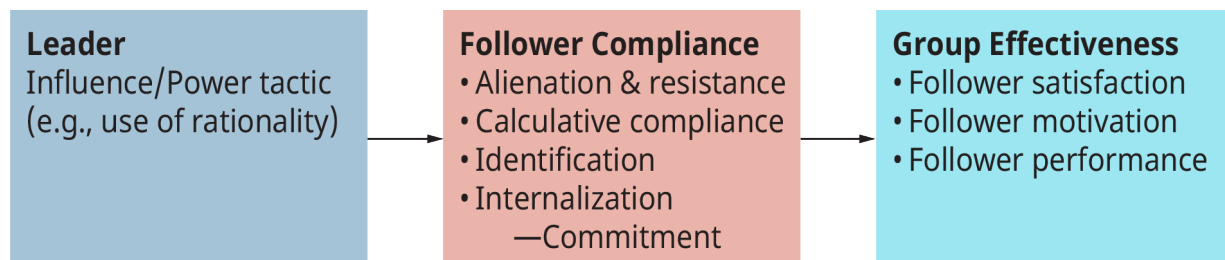 Leader
Influence/Power tactic
(e.g., use of rationality)
Follower Compliance
• Alienation & resistance
• Calculative compliance
• Identification
• Internalization
—Commitment
Group Effectiveness
• Follower satisfaction
• Follower motivation
• Follower performance